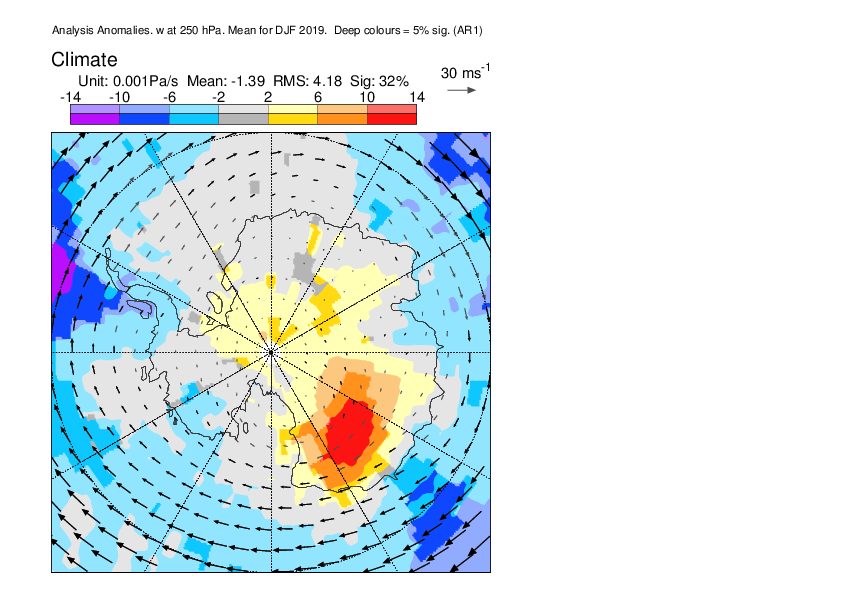 Analysis Anomalies. w at 250 hPa. Mean for DJF 2019. Deep colours = 5% sig. (AR1)
Climate
30 ms-1
Unit: 0.001Pa/s Mean: -1.39 RMS: 4.18 Sig: 32%
-14 -10 -6 -2 2 6 10 14